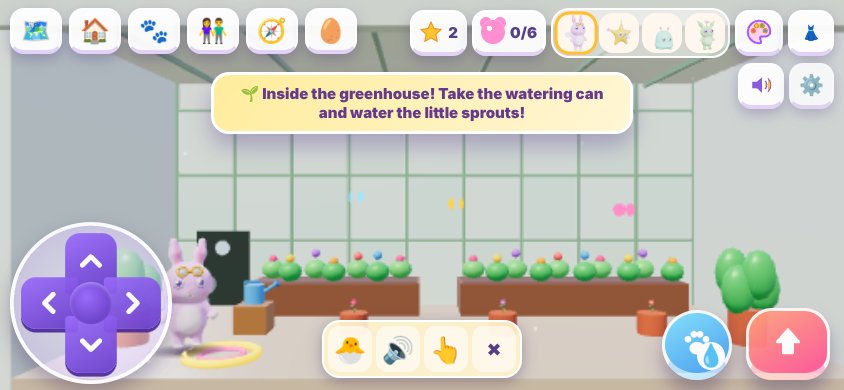 2
0/6
🌱 Inside the greenhouse! Take the watering can
and water the little sprouts!